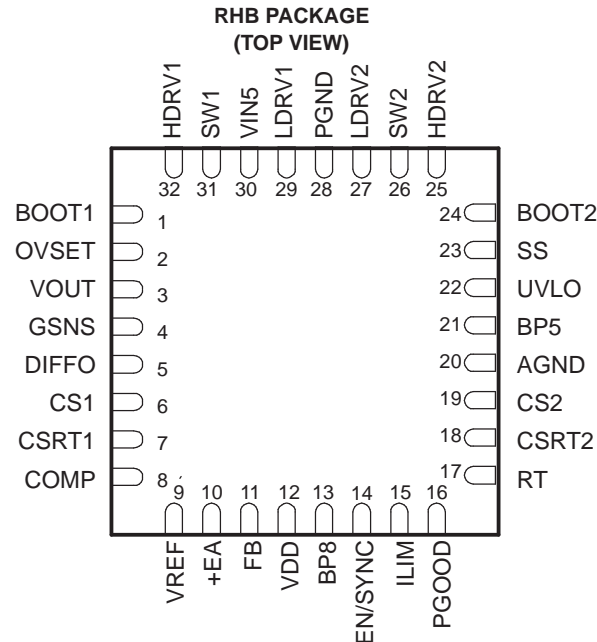 RHB PACKAGE
(TOP VIEW)
HDRV1
SW1
VIN5
LDRV1
PGND
LDRV2
SW2
HDRV2
32 31 30 29 28 27 26 25
BOOT1 1
OVSET 2
VOUT 3
GSNS 4
DIFFO 5
CS1 6
CSRT1 7
COMP 8
24 BOOT2
23 SS
22 UVLO
21 BP5
20 AGND
19 CS2
18 CSRT2
17 RT
9 10 11 12 13 14 15 16
VREF
+EA
FB
VDD
BP8
EN/SYNC
ILIM
PGOOD